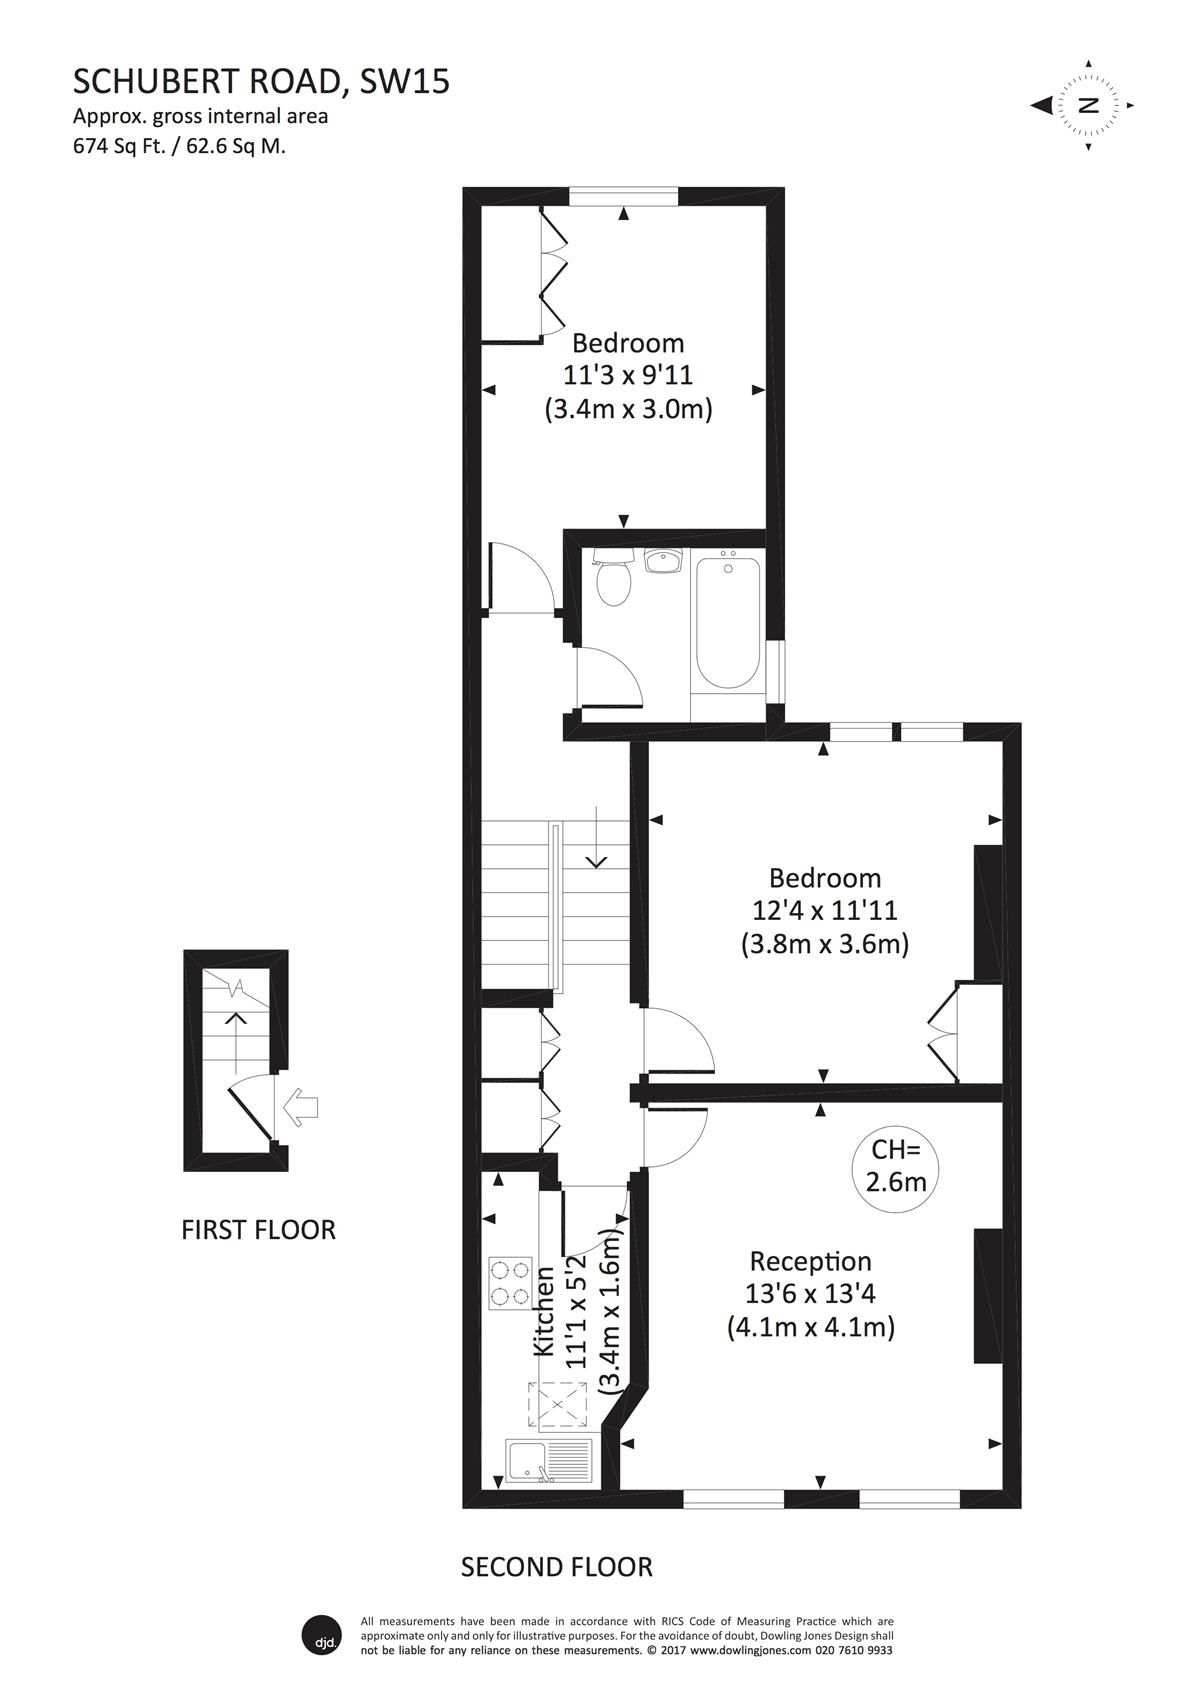 SCHUBERT ROAD, SW15
Approx. gross internal area
674 Sq Ft. / 62.6 Sq M.
N
Bedroom
11'3 x 9'11
(3.4m x 3.0m)
Bedroom
12'4 x 11'11
(3.8m x 3.6m)
CH=
2.6m
Reception
13'6 x 13'4
(4.1m x 4.1m)
Kitchen
11'1 x 5'2
(3.4m x 1.6m)
FIRST FLOOR
SECOND FLOOR
djd.
All measurements have been made in accordance with RICS Code of Measuring Practice which are
approximate only and only for illustrative purposes. For the avoidance of doubt, Dowling Jones Design shall
not be liable for any reliance on these measurements. © 2017 www.dowlingjones.com 020 7610 9933